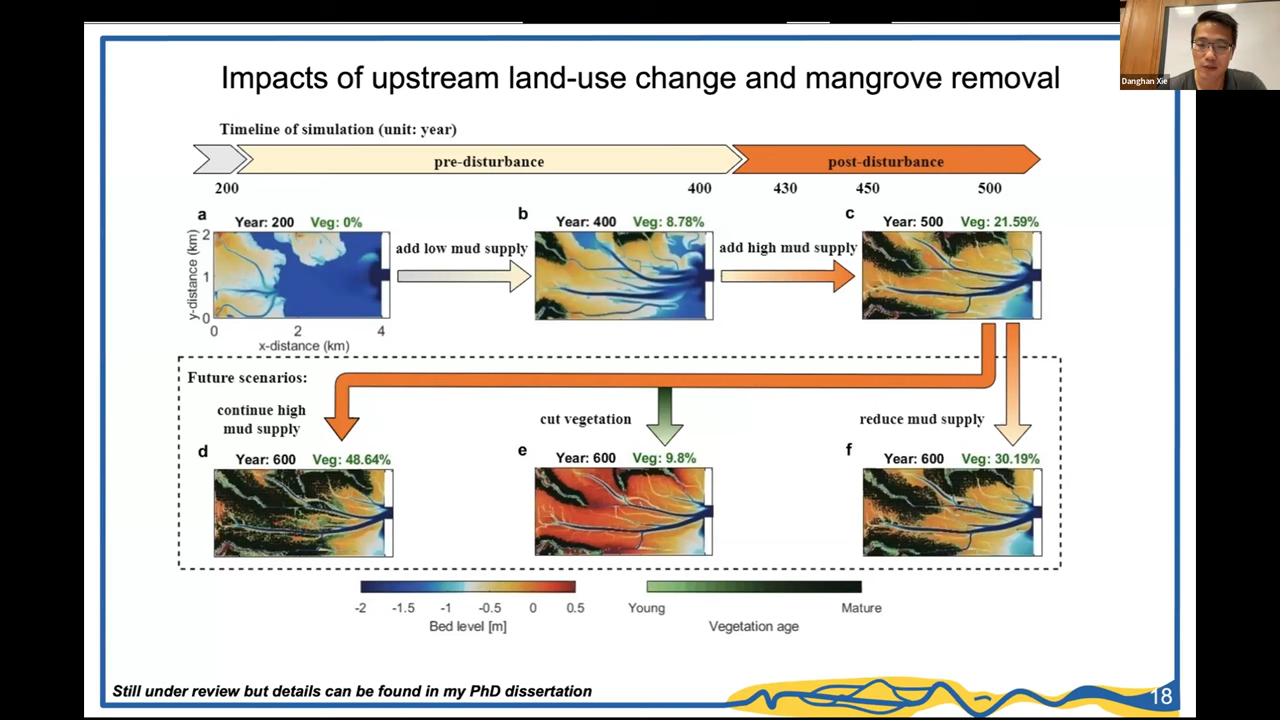 Danghan Xie
Impacts of upstream land-use change and mangrove removal
Timeline of simulation (unit: year)
pre-disturbance
post-disturbance
200
400
430
450
500
a
Year: 200
Veg: 0%
add low mud supply
b
Year: 400
Veg: 8.78%
add high mud supply
c
Year: 500
Veg: 21.59%
y-distance (km)
2
1
0
0
2
4
x-distance (km)
Future scenarios:
continue high
mud supply
cut vegetation
reduce mud supply
d
Year: 600
Veg: 48.64%
e
Year: 600
Veg: 9.8%
f
Year: 600
Veg: 30.19%
-2
-1.5
-1
-0.5
0
0.5
Bed level [m]
Young
Mature
Vegetation age
Still under review but details can be found in my PhD dissertation
18